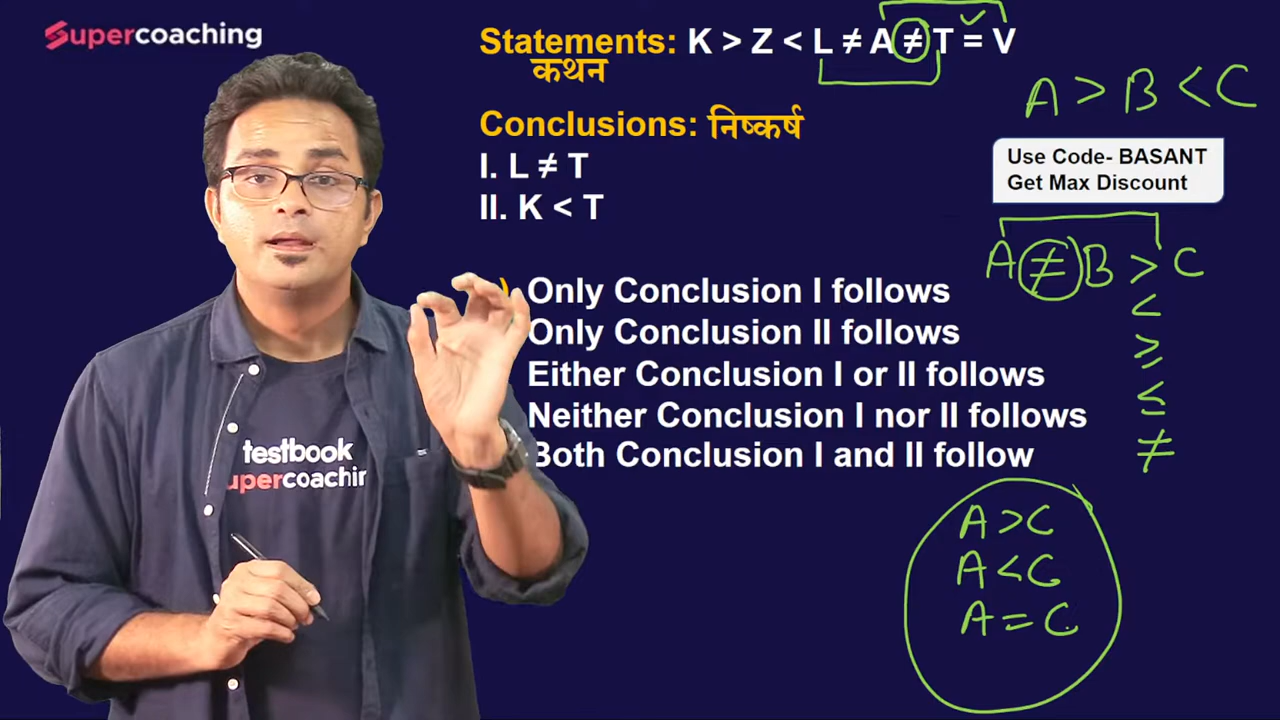 Supercoaching
Statements: K > Z < L ≠ A ≠ T = V
कथन
A > B < C
Conclusions: निष्कर्ष
Use Code- BASANT
Get Max Discount
I. L ≠ T
II. K < T
A ≠ B > C
<
≥
≤
≠
Only Conclusion I follows
Only Conclusion II follows
Either Conclusion I or II follows
Neither Conclusion I nor II follows
Both Conclusion I and II follow
testbook
upercoachin
A > C
A < C
A = C